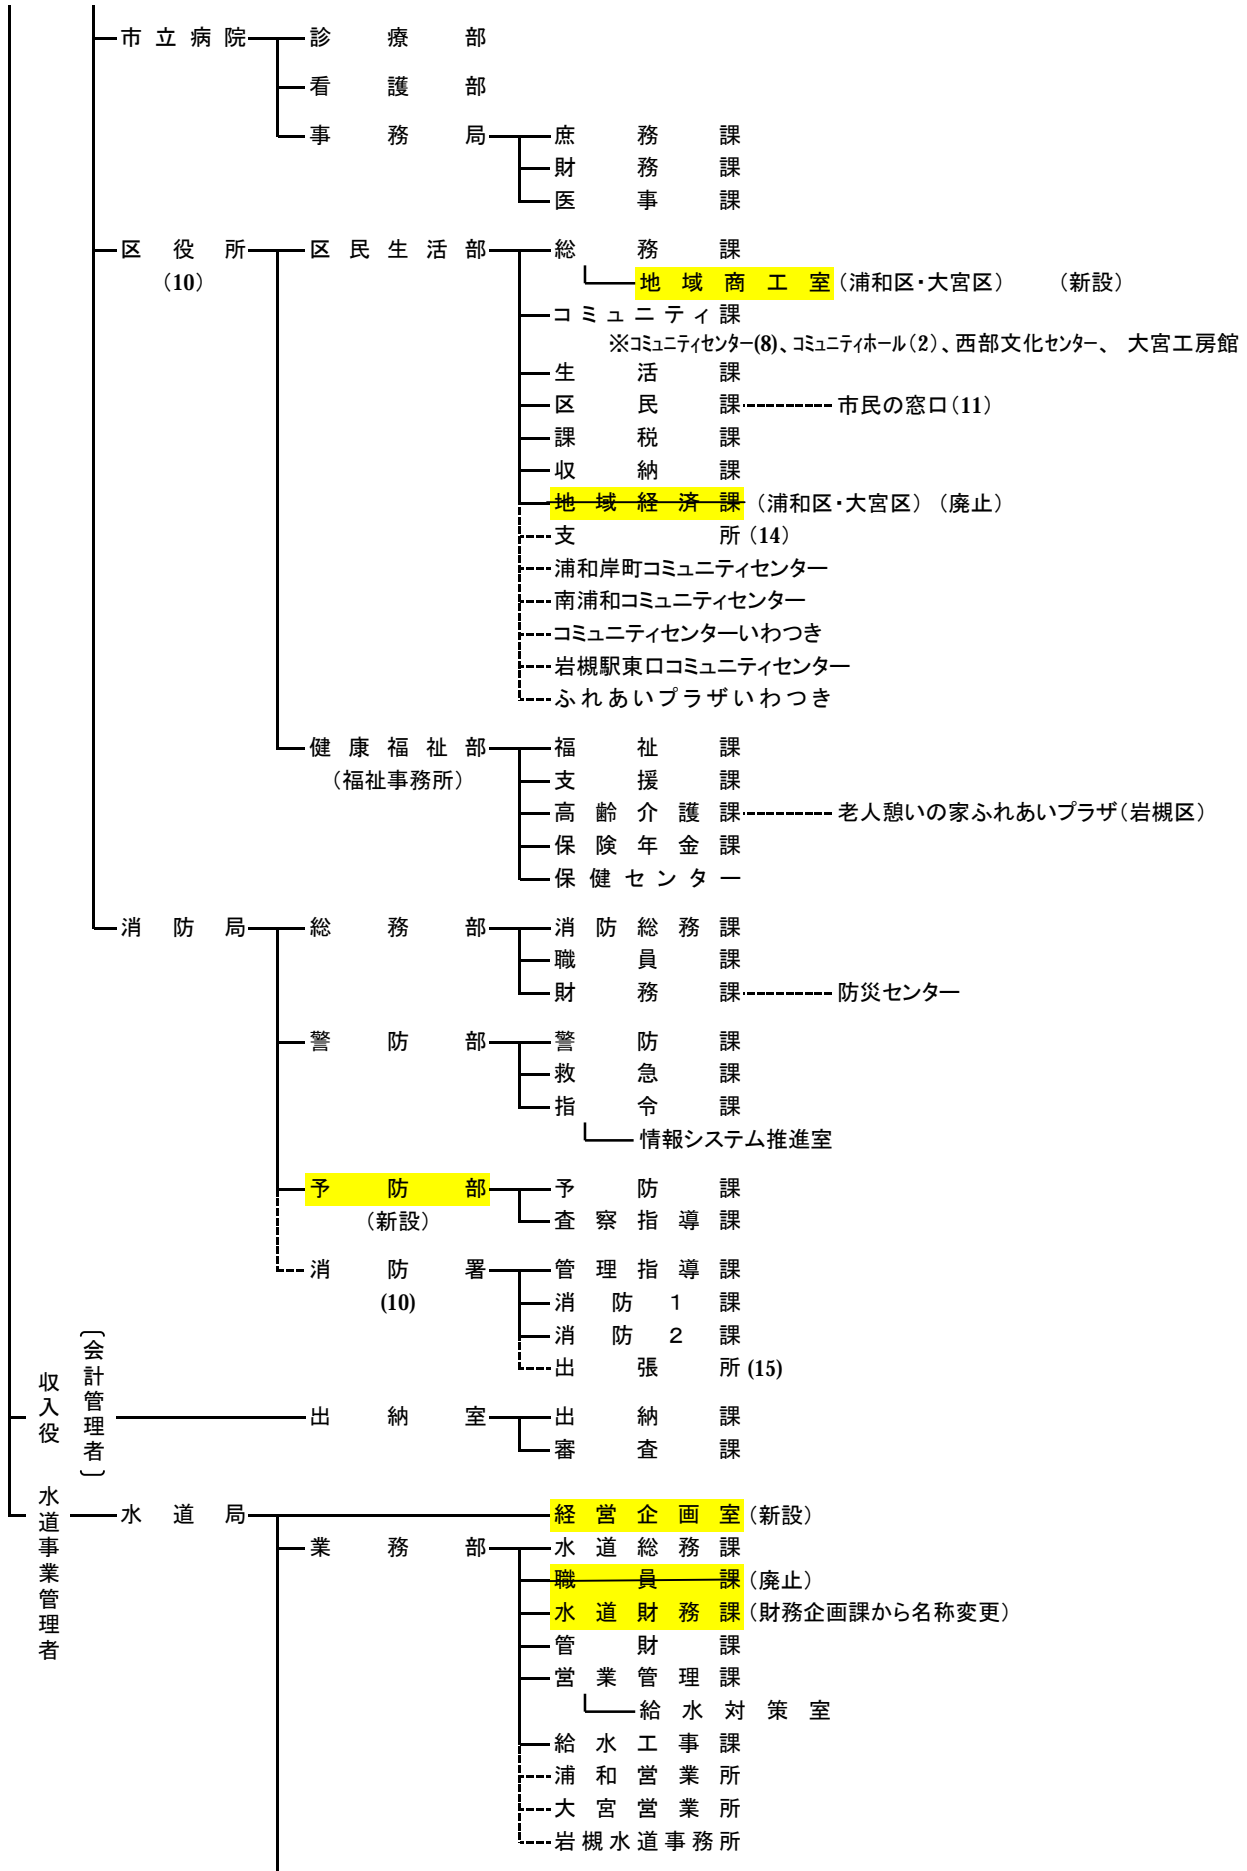 市立病院 診療部
看護部
事務局 庶務課
財務課
医事課
区役所 区民生活部 総務課
(10) 地域商工室(浦和区・大宮区) (新設)
コミュニティ課
※コミュニティセンター(8)、コミュニティホール(2)、西部文化センター、 大宮工房館
生活課
区民課 市民の窓口(11)
課税課
収納課
地域経済課 (浦和区・大宮区) (廃止)
支所(14)
浦和岸町コミュニティセンター
南浦和コミュニティセンター
コミュニティセンターいわつき
岩槻駅東口コミュニティセンター
ふれあいプラザいわつき
健康福祉部 福祉課
(福祉事務所) 支援課
高齢介護課 老人憩いの家ふれあいプラザ(岩槻区)
保険年金課
保健センター
消防局 総務部 消防総務課
職員課
財務課 防災センター
警防部 警防課
救急課
指令課
情報システム推進室
予防部 予防課
(新設) 査察指導課
消防署 管理指導課
(10) 消防1課
消防2課
出張所(15)
収入役 〔会計管理者〕 出納室 出納課
審査課
水道事業管理者 水道局 経営企画室(新設)
業務部 水道総務課
職員課(廃止)
水道財務課(財務企画課から名称変更)
管財課
営業管理課
給水対策室
給水工事課
浦和営業所
大宮営業所
岩槻水道事務所